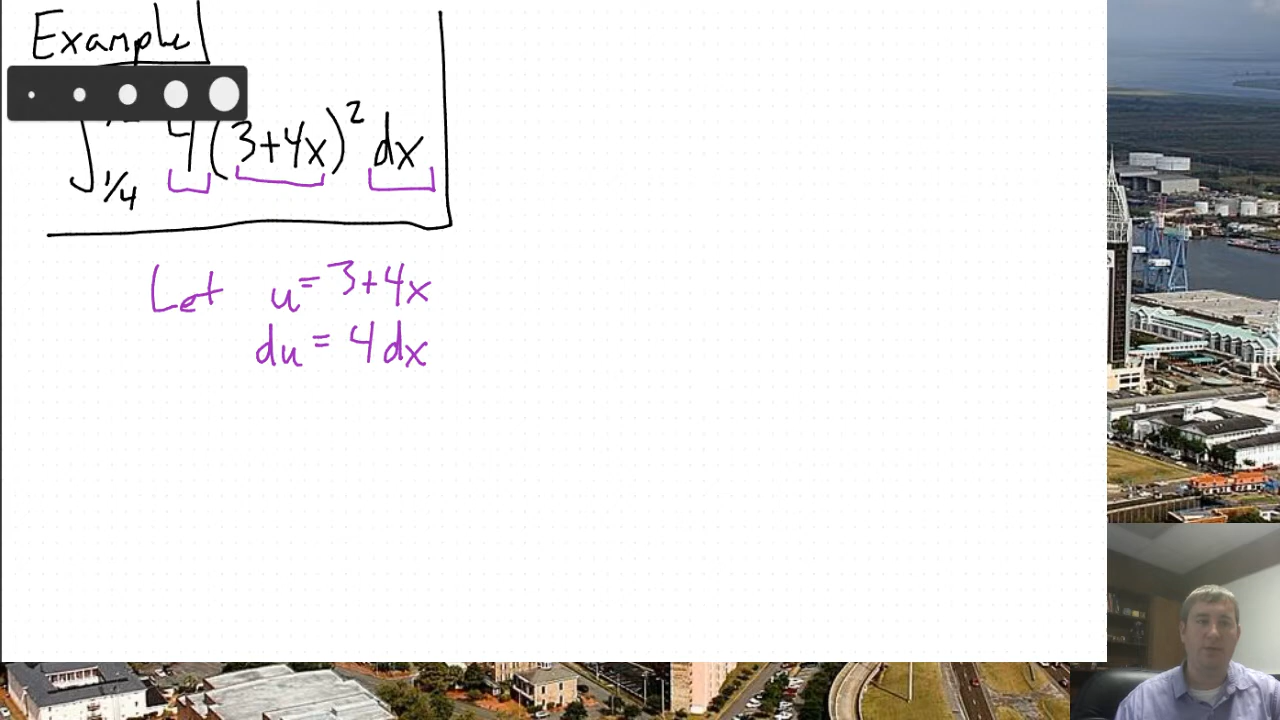 Example
∫ 1/4 4(3+4x)² dx
Let u = 3+4x
du = 4dx